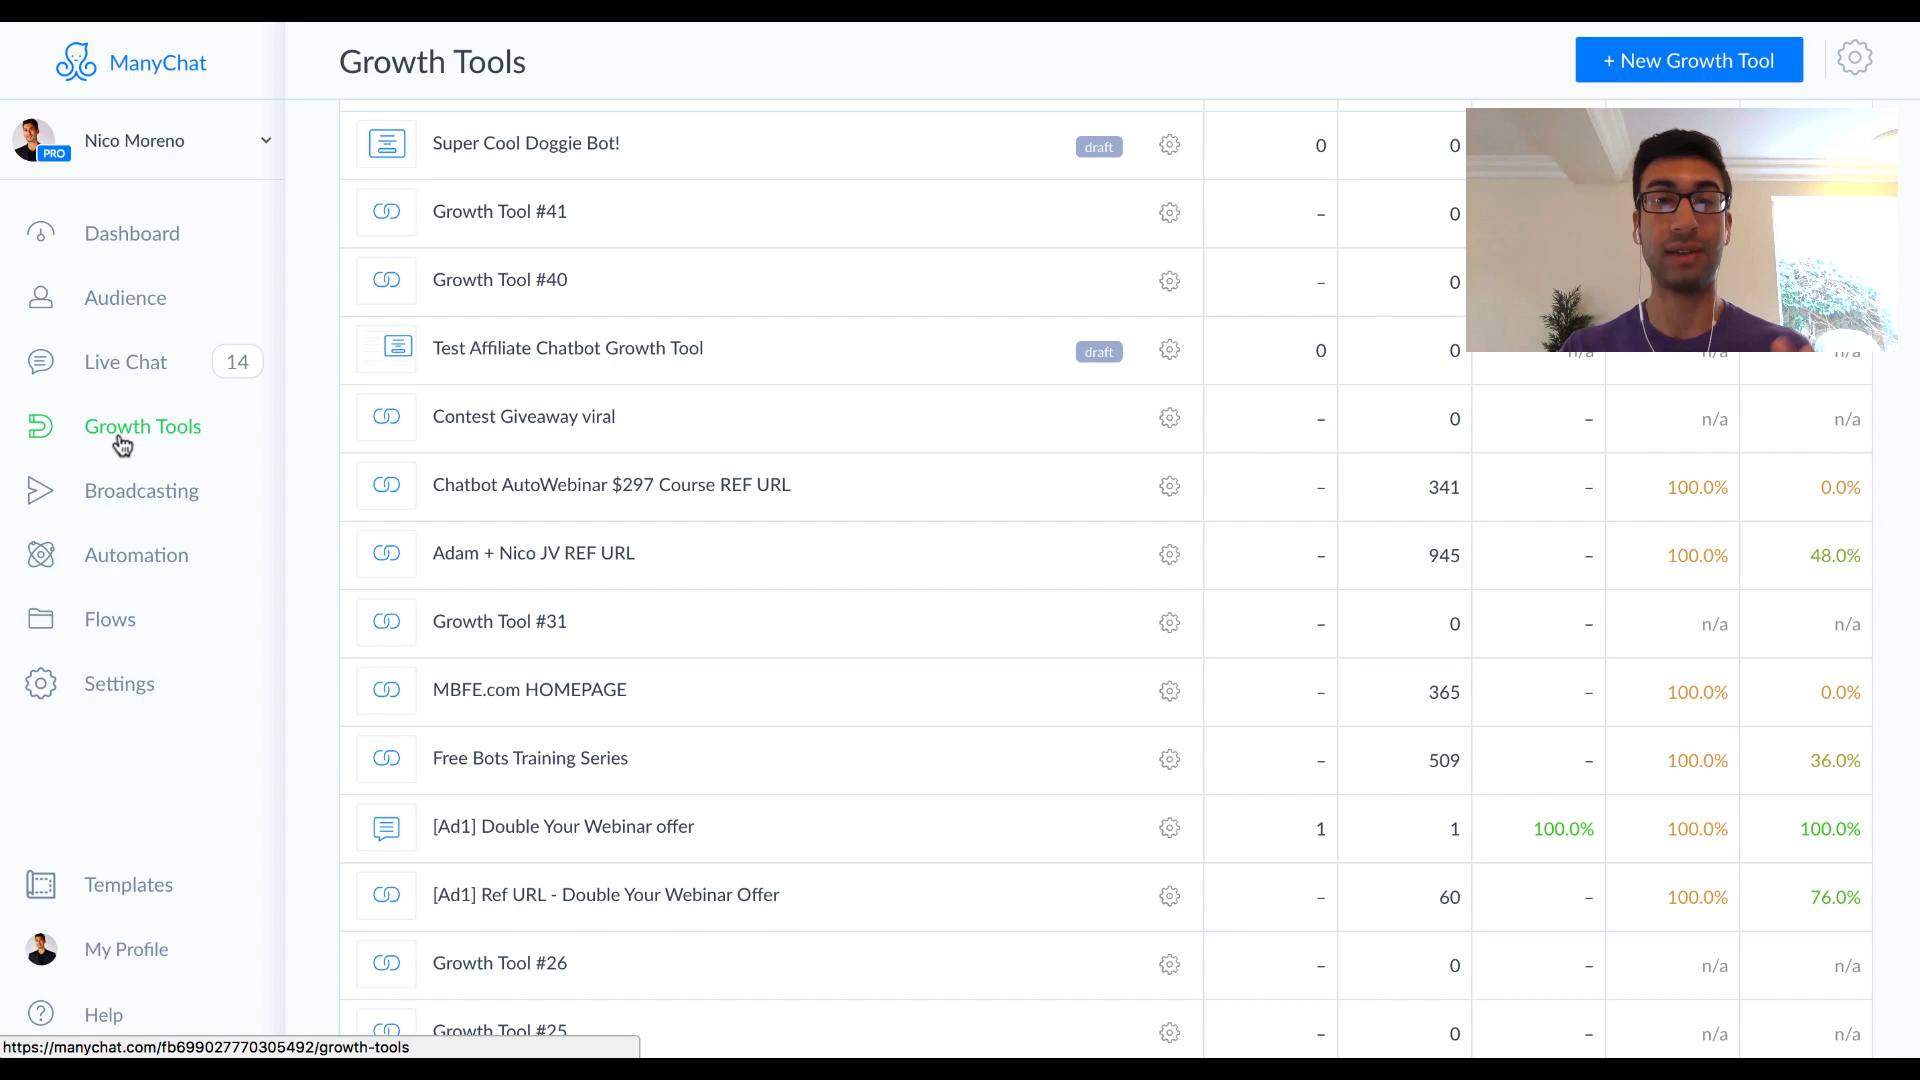 ManyChat
Growth Tools
+ New Growth Tool
PRO
Nico Moreno
Dashboard
Audience
Live Chat 14
Growth Tools
Broadcasting
Automation
Flows
Settings
Templates
My Profile
Help
https://manychat.com/fb699027770305492/growth-tools
Super Cool Doggie Bot! draft 0 0
Growth Tool #41 – 0
Growth Tool #40 – 0
Test Affiliate Chatbot Growth Tool draft 0 0 n/a n/a n/a
Contest Giveaway viral – 0 – n/a n/a
Chatbot AutoWebinar $297 Course REF URL – 341 – 100.0% 0.0%
Adam + Nico JV REF URL – 945 – 100.0% 48.0%
Growth Tool #31 – 0 – n/a n/a
MBFE.com HOMEPAGE – 365 – 100.0% 0.0%
Free Bots Training Series – 509 – 100.0% 36.0%
[Ad1] Double Your Webinar offer 1 1 100.0% 100.0% 100.0%
[Ad1] Ref URL - Double Your Webinar Offer – 60 – 100.0% 76.0%
Growth Tool #26 – 0 – n/a n/a
Growth Tool #25 – 0 – n/a n/a